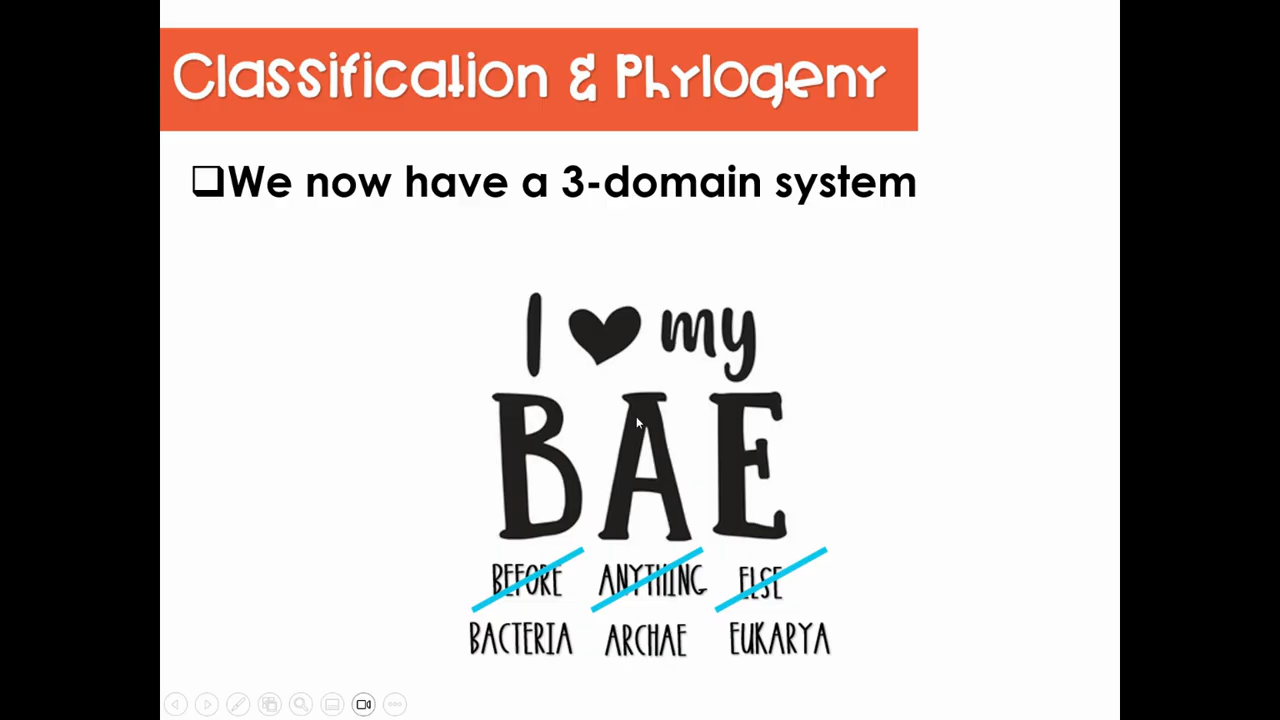 Classification & Phylogeny
❑We now have a 3-domain system
I ♥ my
BAE
BEFORE ANYTHING ELSE
BACTERIA ARCHAE EUKARYA